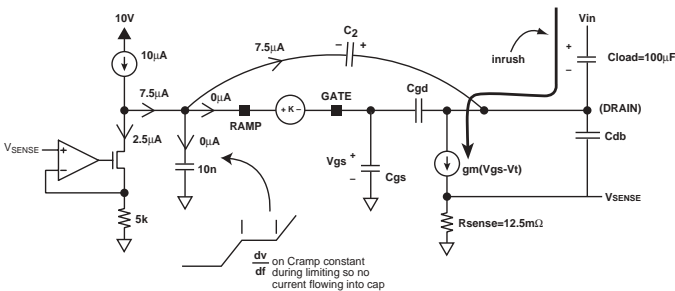 10V
10µA
7.5µA
2.5µA
VSENSE
+
–
5k
7.5µA
C2
– +
0µA
RAMP
0µA
10n
+ K –
GATE
Cgd
Vgs
+
–
Cgs
gm(Vgs-Vt)
inrush
Vin
+
–
Cload=100µF
(DRAIN)
Cdb
VSENSE
Rsense=12.5mΩ
dv
df
on Cramp constant
during limiting so no
current flowing into cap